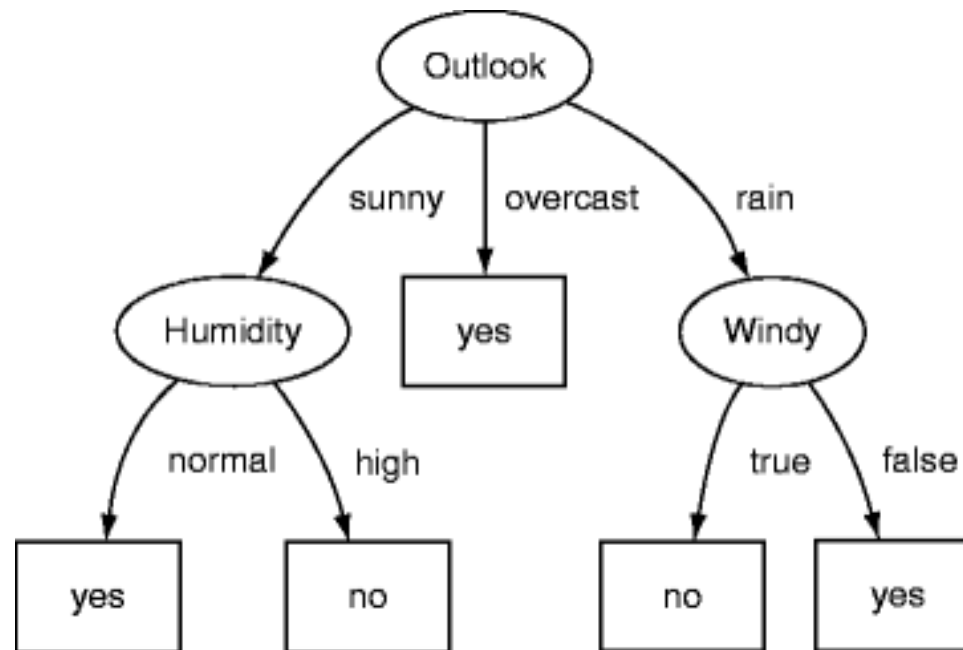 Outlook
sunny overcast rain
Humidity yes Windy
normal high true false
yes no no yes